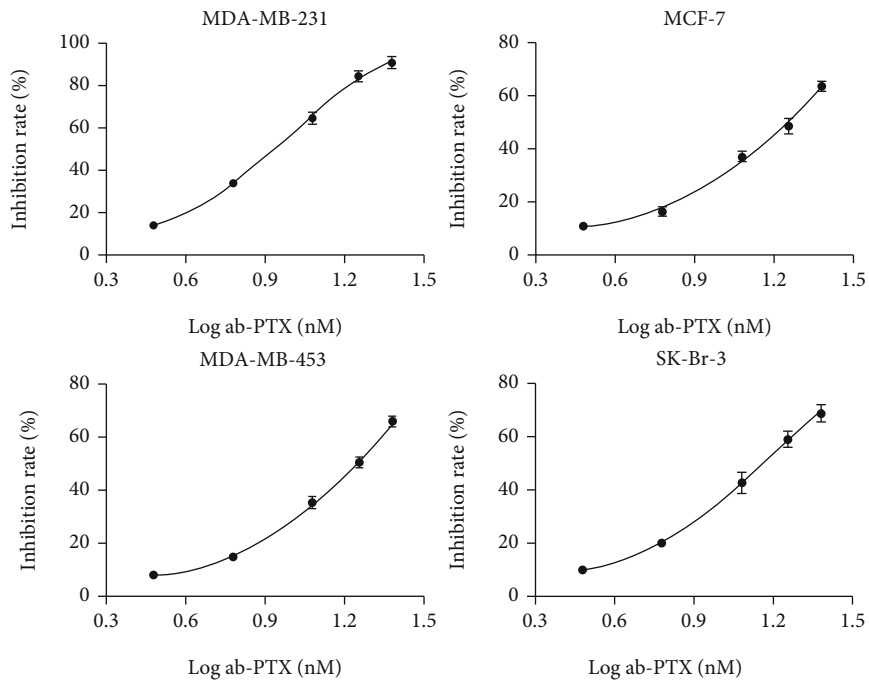 MDA-MB-231
Inhibition rate (%)
100
80
60
40
20
0
0.3 0.6 0.9 1.2 1.5
Log ab-PTX (nM)
MCF-7
Inhibition rate (%)
80
60
40
20
0
0.3 0.6 0.9 1.2 1.5
Log ab-PTX (nM)
MDA-MB-453
Inhibition rate (%)
80
60
40
20
0
0.3 0.6 0.9 1.2 1.5
Log ab-PTX (nM)
SK-Br-3
Inhibition rate (%)
80
60
40
20
0
0.3 0.6 0.9 1.2 1.5
Log ab-PTX (nM)